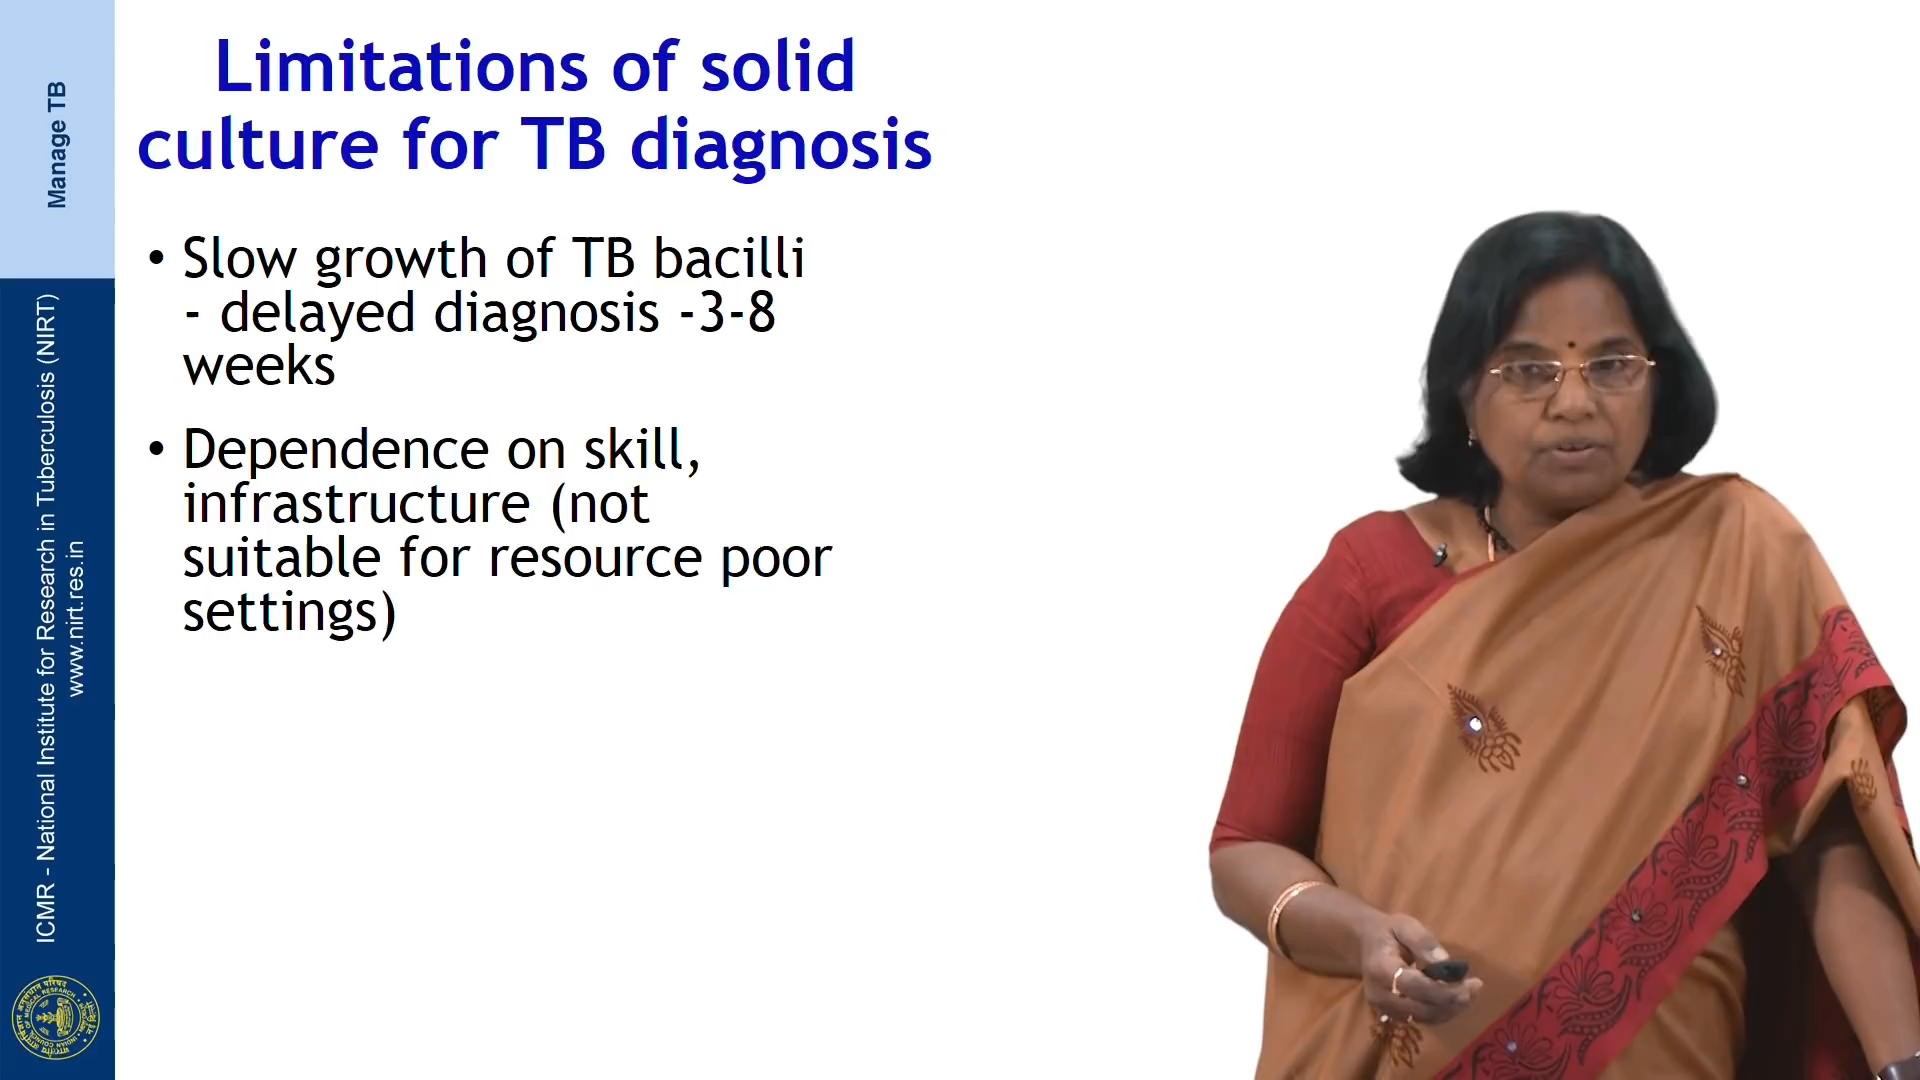 Limitations of solid
culture for TB diagnosis
• Slow growth of TB bacilli
- delayed diagnosis -3-8
weeks
• Dependence on skill,
infrastructure (not
suitable for resource poor
settings)
Manage TB
ICMR - National Institute for Research in Tuberculosis (NIRT)
www.nirt.res.in